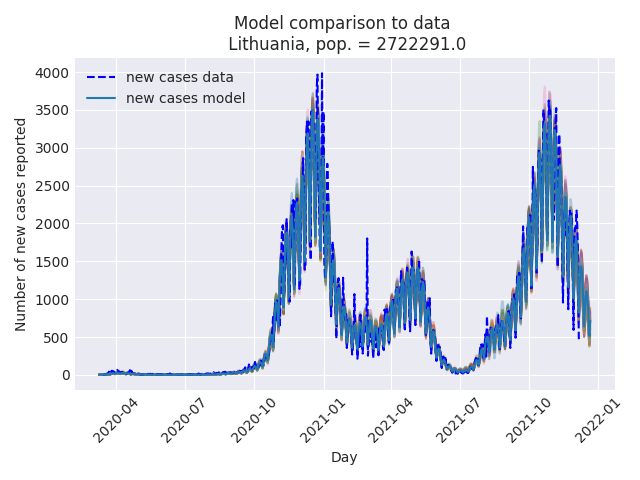 Model comparison to data
Lithuania, pop. = 2722291.0
new cases data
new cases model
4000
3500
3000
2500
2000
1500
1000
500
0
Number of new cases reported
2020-04
2020-07
2020-10
2021-01
2021-04
2021-07
2021-10
2022-01
Day